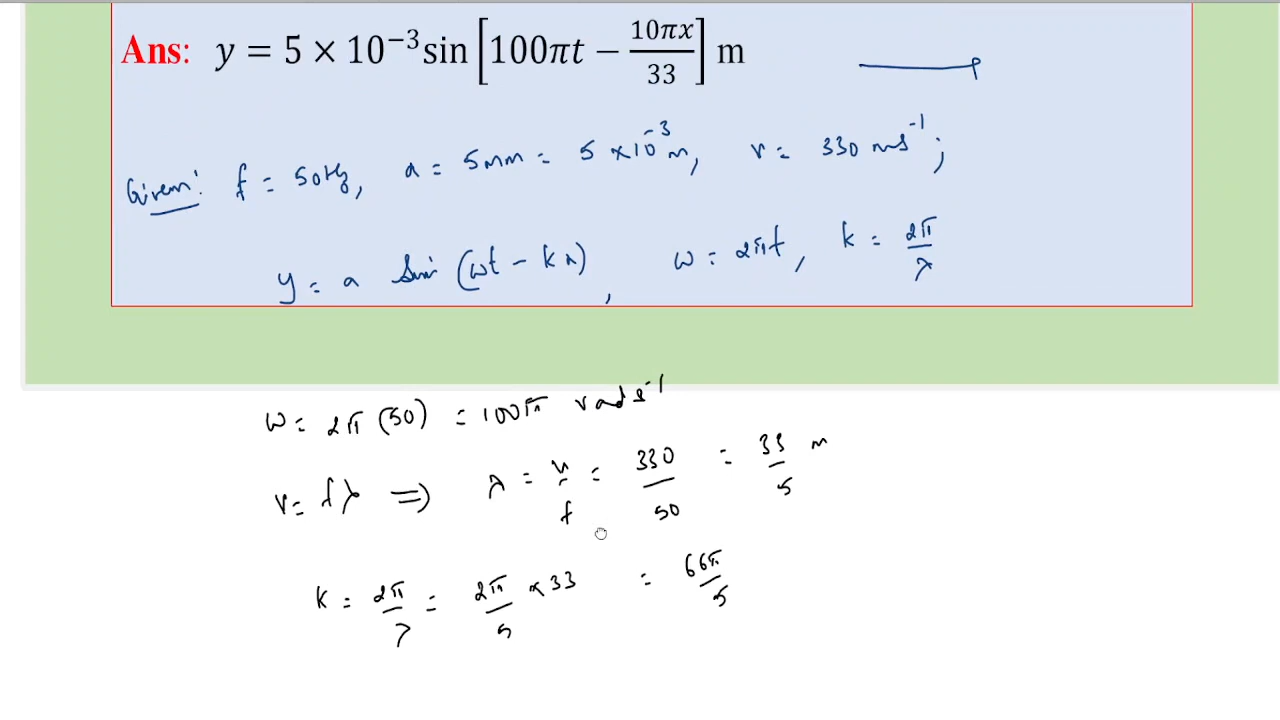 Ans: y = 5 × 10⁻³ sin [100πt − 10πx/33] m
Given: f = 50Hz, a = 5mm = 5 × 10⁻³ m, v = 330 ms⁻¹;
y = a sin (ωt − kx), ω = 2πf, k = 2π/λ
ω = 2π (50) = 100π rad s⁻¹
v = fλ ⇒ λ = v/f = 330/50 = 33/5 m
k = 2π/λ = 2π/5 × 33 = 66π/5